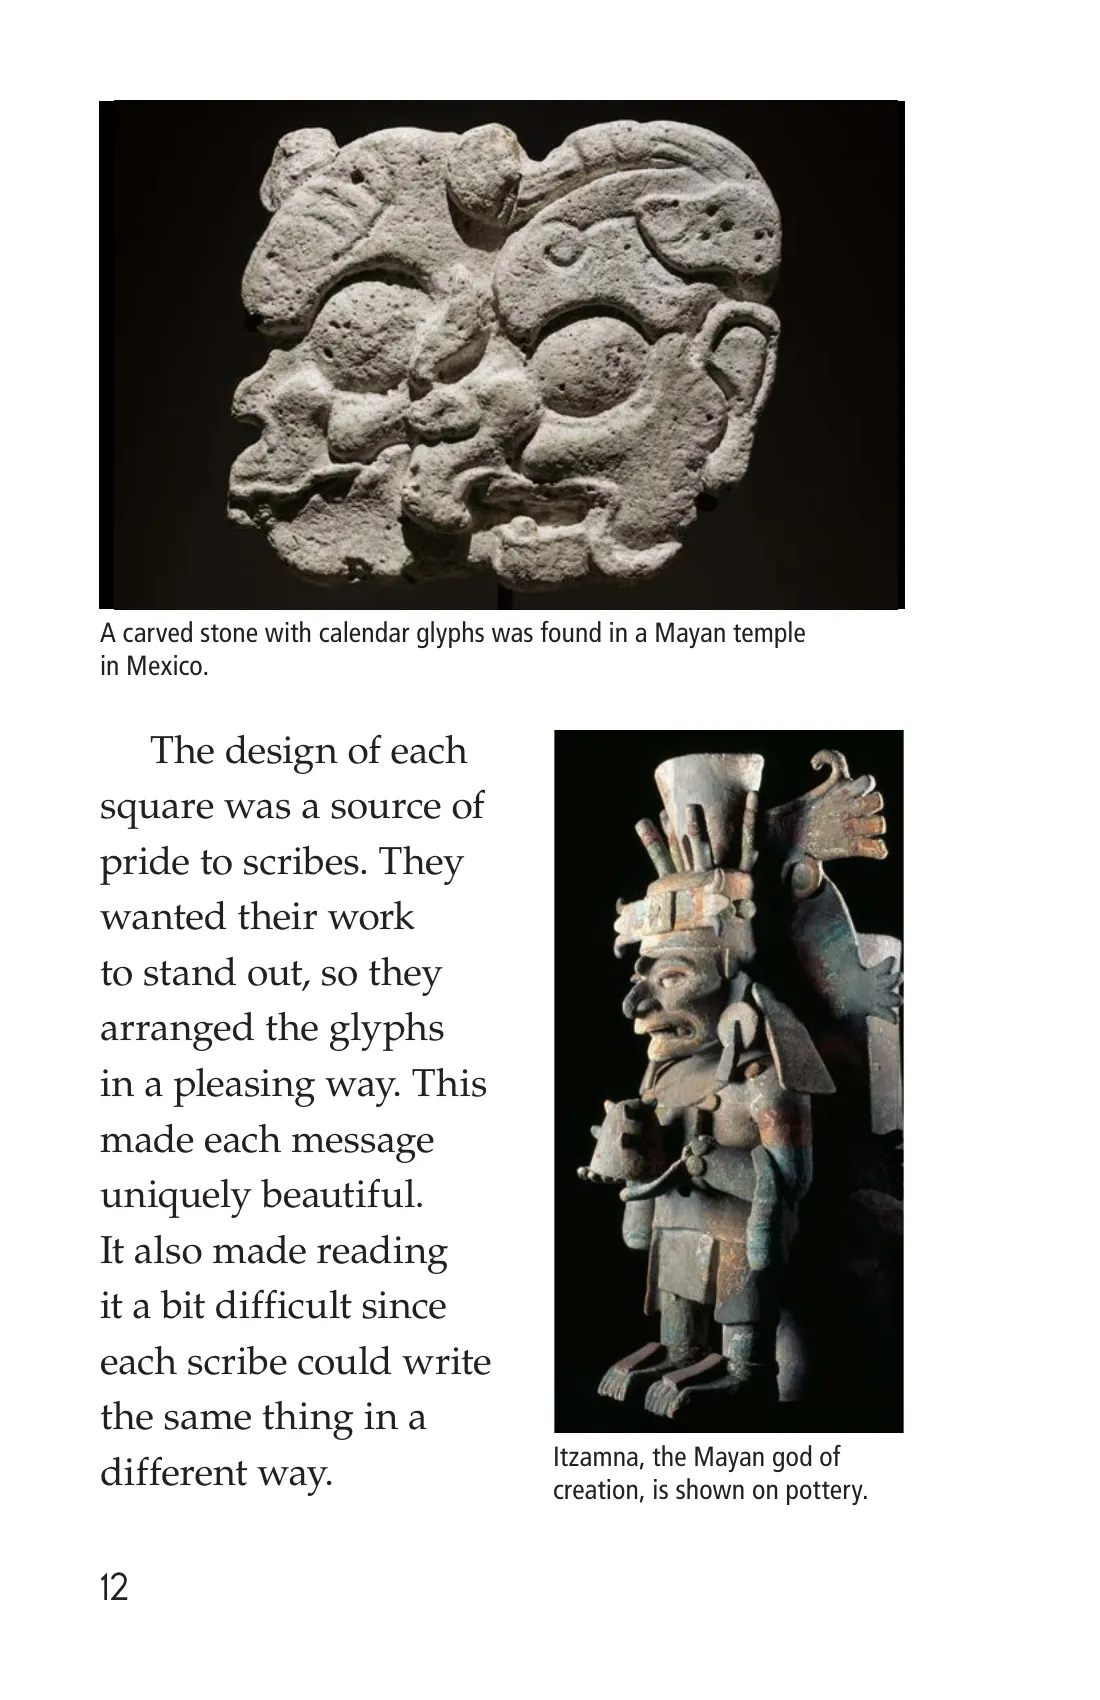 A carved stone with calendar glyphs was found in a Mayan temple
in Mexico.
The design of each
square was a source of
pride to scribes. They
wanted their work
to stand out, so they
arranged the glyphs
in a pleasing way. This
made each message
uniquely beautiful.
It also made reading
it a bit difficult since
each scribe could write
the same thing in a
different way.
Itzamna, the Mayan god of
creation, is shown on pottery.
12